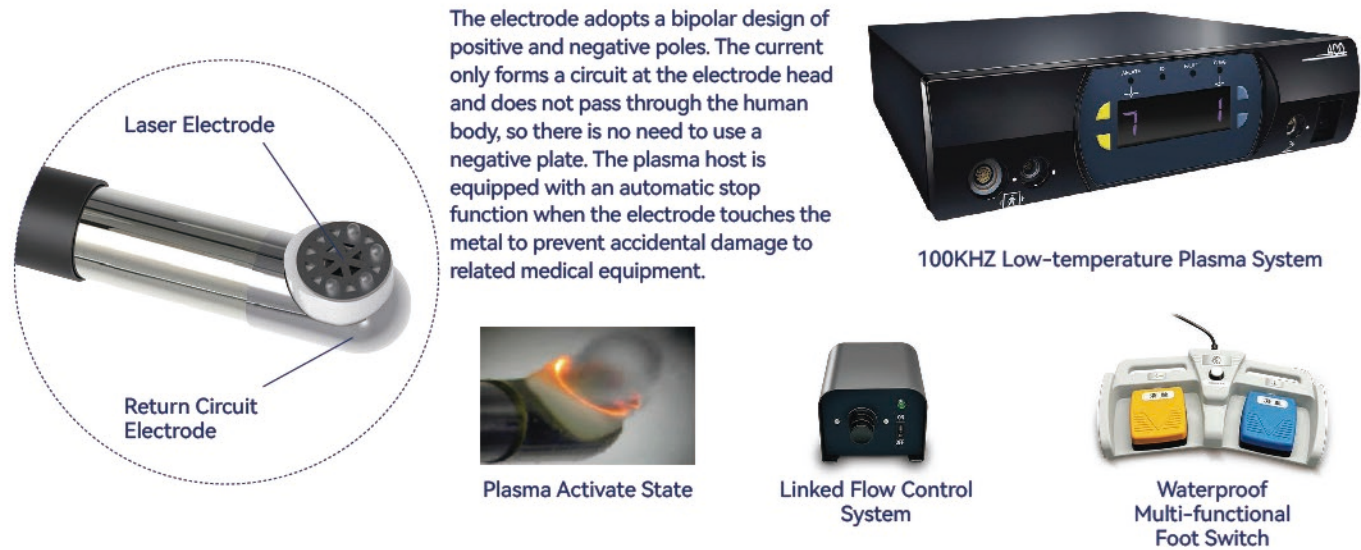 The electrode adopts a bipolar design of
positive and negative poles. The current
only forms a circuit at the electrode head
and does not pass through the human
body, so there is no need to use a
negative plate. The plasma host is
equipped with an automatic stop
function when the electrode touches the
metal to prevent accidental damage to
related medical equipment.
Laser Electrode
Return Circuit
Electrode
7 1
100KHZ Low-temperature Plasma System
ON
OFF
Plasma Activate State
Linked Flow Control
System
Waterproof
Multi-functional
Foot Switch